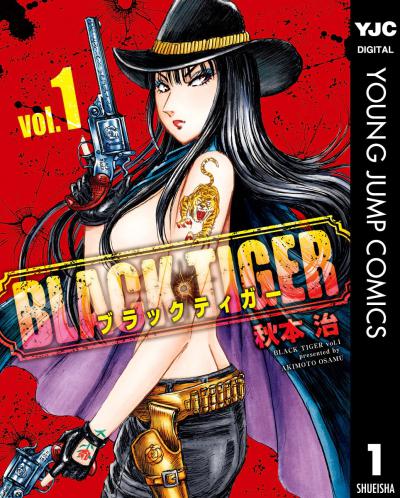 YJC
DIGITAL
YOUNG JUMP COMICS
vol.1
BLACK TIGER
ブラックティガー
秋本 治
BLACK TIGER vol.1
presented by
AKIMOTO OSAMU
1
SHUEISHA